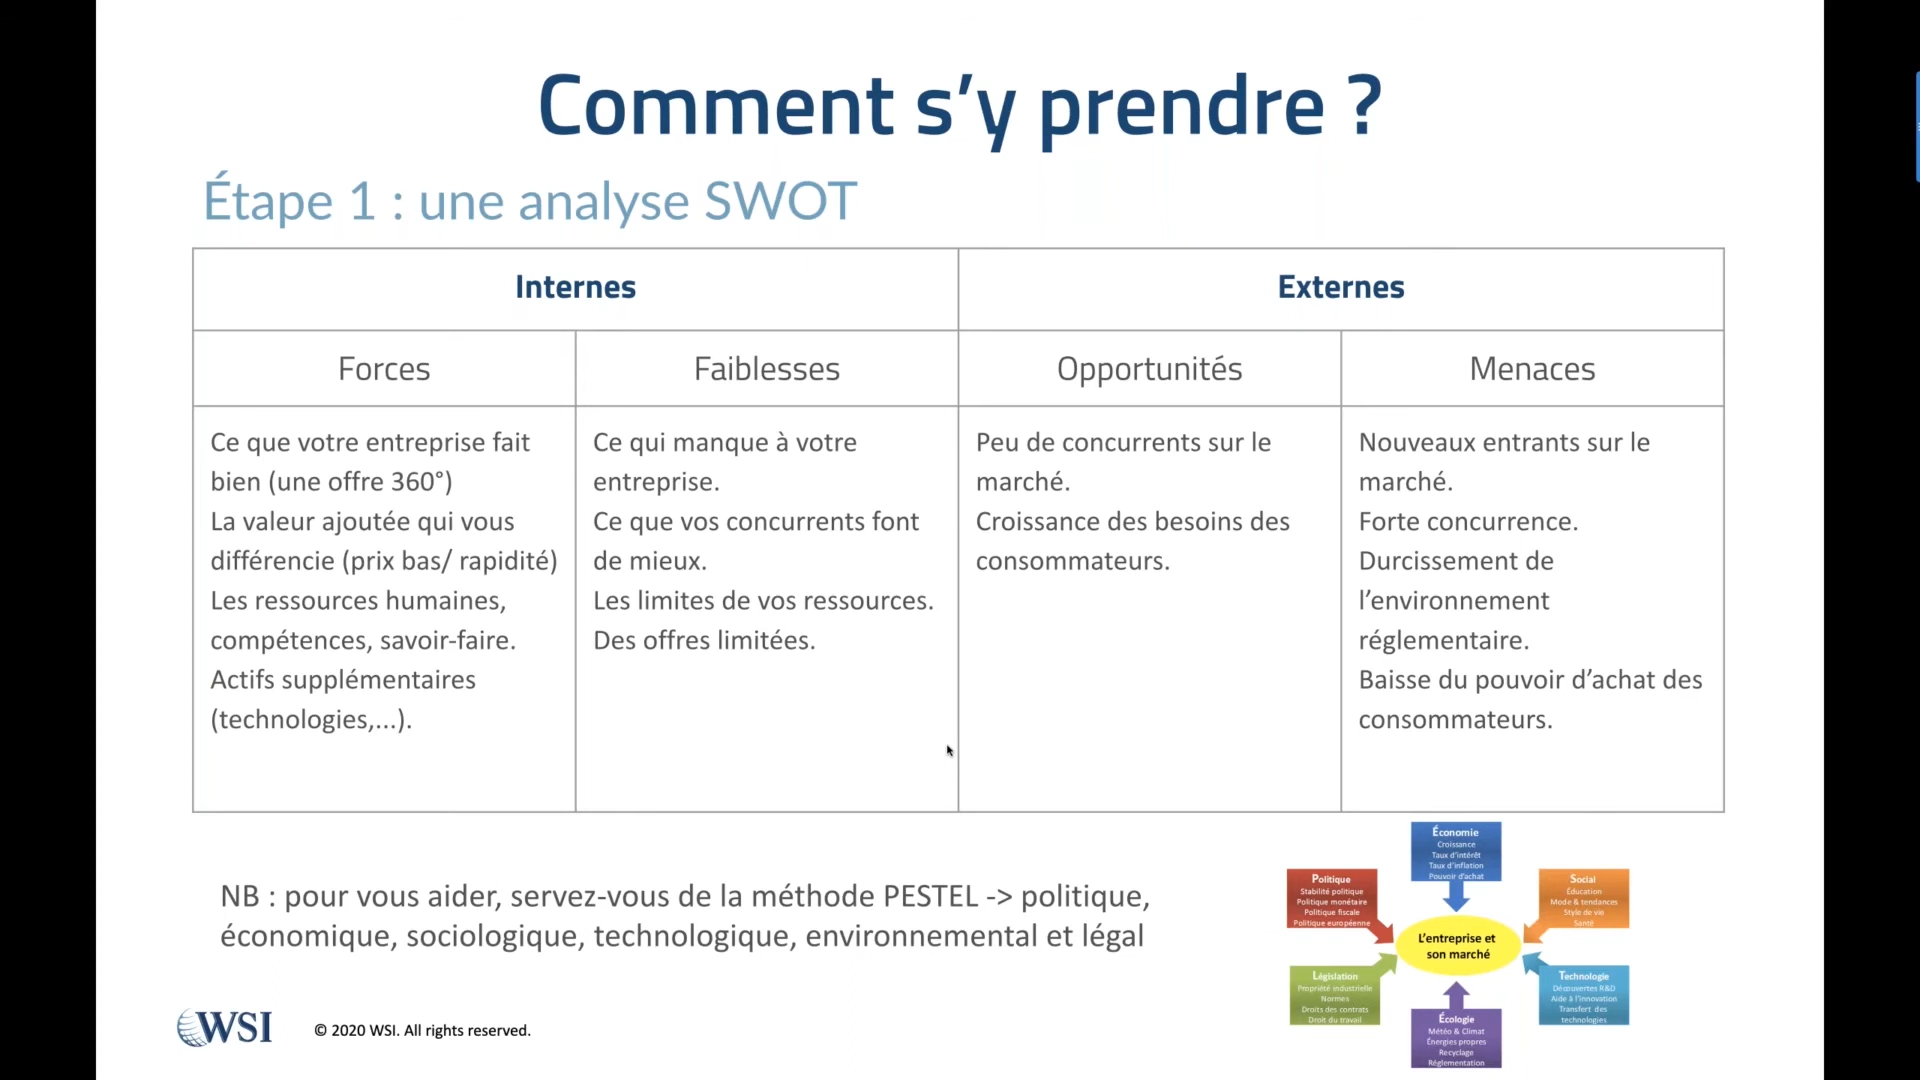 Comment s’y prendre ?
Étape 1 : une analyse SWOT
Internes
Externes
Forces
Faiblesses
Opportunités
Menaces
Ce que votre entreprise fait
bien (une offre 360°)
La valeur ajoutée qui vous
différencie (prix bas/ rapidité)
Les ressources humaines,
compétences, savoir-faire.
Actifs supplémentaires
(technologies,...).
Ce qui manque à votre
entreprise.
Ce que vos concurrents font
de mieux.
Les limites de vos ressources.
Des offres limitées.
Peu de concurrents sur le
marché.
Croissance des besoins des
consommateurs.
Nouveaux entrants sur le
marché.
Forte concurrence.
Durcissement de
l’environnement
réglementaire.
Baisse du pouvoir d’achat des
consommateurs.
NB : pour vous aider, servez-vous de la méthode PESTEL -> politique,
économique, sociologique, technologique, environnemental et légal
Économie
Croissance
Taux d’intérêt
Taux d’inflation
Pouvoir d’achat
Politique
Stabilité politique
Politique monétaire
Politique fiscale
Politique européenne
Social
Éducation
Mode & tendances
Style de vie
Santé
L’entreprise et
son marché
Législation
Propriété industrielle
Normes
Droits des contrats
Droit du travail
Technologie
Découvertes R&D
Aide à l’innovation
Transfert des
technologies
Écologie
Météo & Climat
Énergies propres
Recyclage
Réglementation
WSI
© 2020 WSI. All rights reserved.